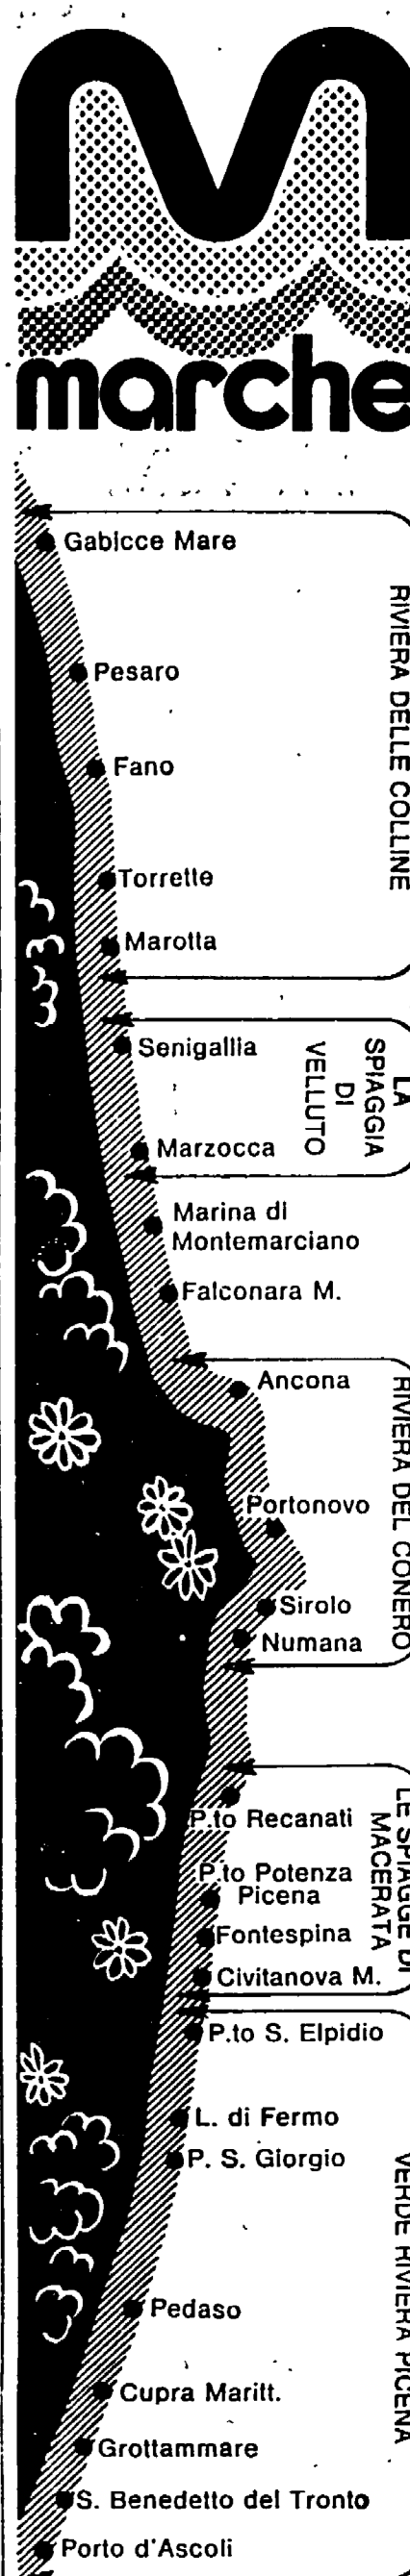 marche
Gabicce Mare
Pesaro
Fano
Torrette
Marotta
RIVIERA DELLE COLLINE
Senigallia
Marzocca
LA
SPIAGGIA
DI
VELLUTO
Marina di
Montemarciano
Falconara M.
Ancona
Portonovo
Sirolo
Numana
RIVIERA DEL CONERO
P.to Recanati
P.to Potenza
Picena
Fontespina
Civitanova M.
LE SPIAGGE DI
MACERATA
P.to S. Elpidio
L. di Fermo
P. S. Giorgio
Pedaso
Cupra Maritt.
Grottammare
S. Benedetto del Tronto
Porto d'Ascoli
VERDE RIVIERA PICENA